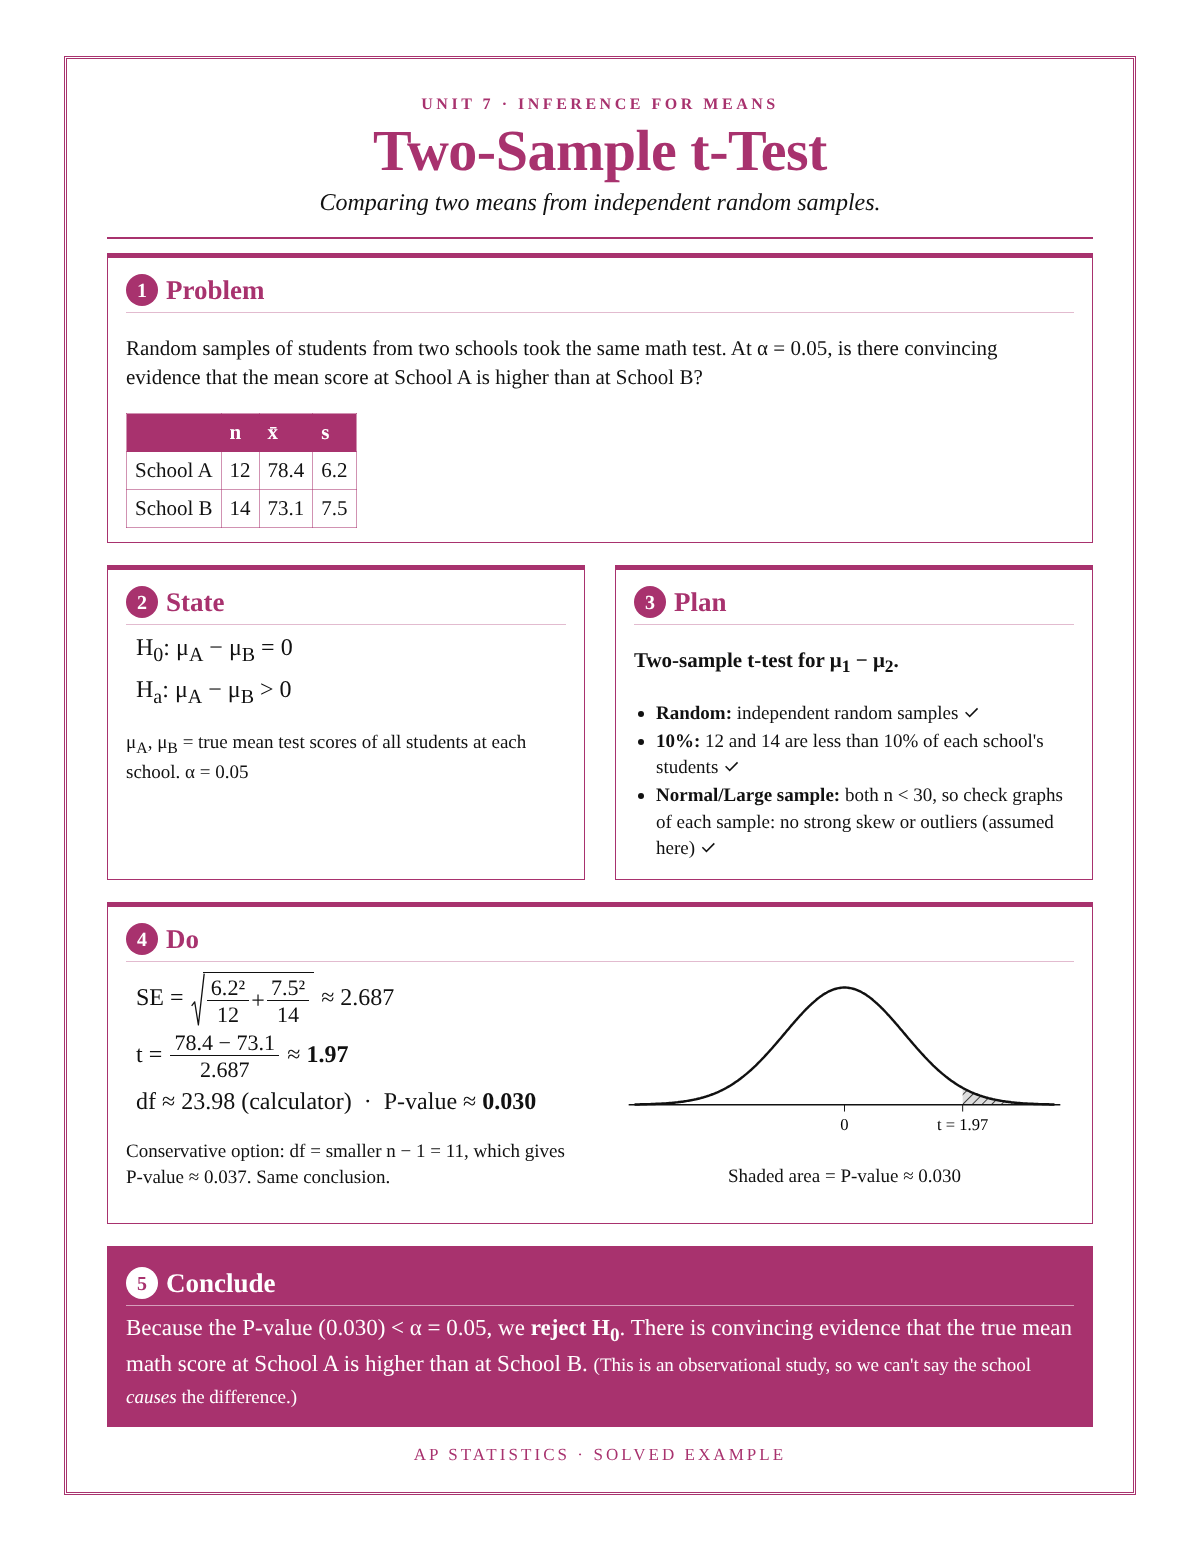 UNIT 7 · INFERENCE FOR MEANS
Two-Sample t-Test
Comparing two means from independent random samples.
1 Problem
Random samples of students from two schools took the same math test. At α = 0.05, is there convincing
evidence that the mean score at School A is higher than at School B?
n x̄ s
School A 12 78.4 6.2
School B 14 73.1 7.5
2 State
H₀: μ_A − μ_B = 0
Hₐ: μ_A − μ_B > 0
μ_A, μ_B = true mean test scores of all students at each
school. α = 0.05
3 Plan
Two-sample t-test for μ₁ − μ₂.
• Random: independent random samples ✓
• 10%: 12 and 14 are less than 10% of each school's
students ✓
• Normal/Large sample: both n < 30, so check graphs
of each sample: no strong skew or outliers (assumed
here) ✓
4 Do
SE = √(6.2²/12 + 7.5²/14) ≈ 2.687
t = (78.4 − 73.1)/2.687 ≈ 1.97
df ≈ 23.98 (calculator) · P-value ≈ 0.030
Conservative option: df = smaller n − 1 = 11, which gives
P-value ≈ 0.037. Same conclusion.
0 t = 1.97
Shaded area = P-value ≈ 0.030
5 Conclude
Because the P-value (0.030) < α = 0.05, we reject H₀. There is convincing evidence that the true mean
math score at School A is higher than at School B. (This is an observational study, so we can't say the school
causes the difference.)
AP STATISTICS · SOLVED EXAMPLE